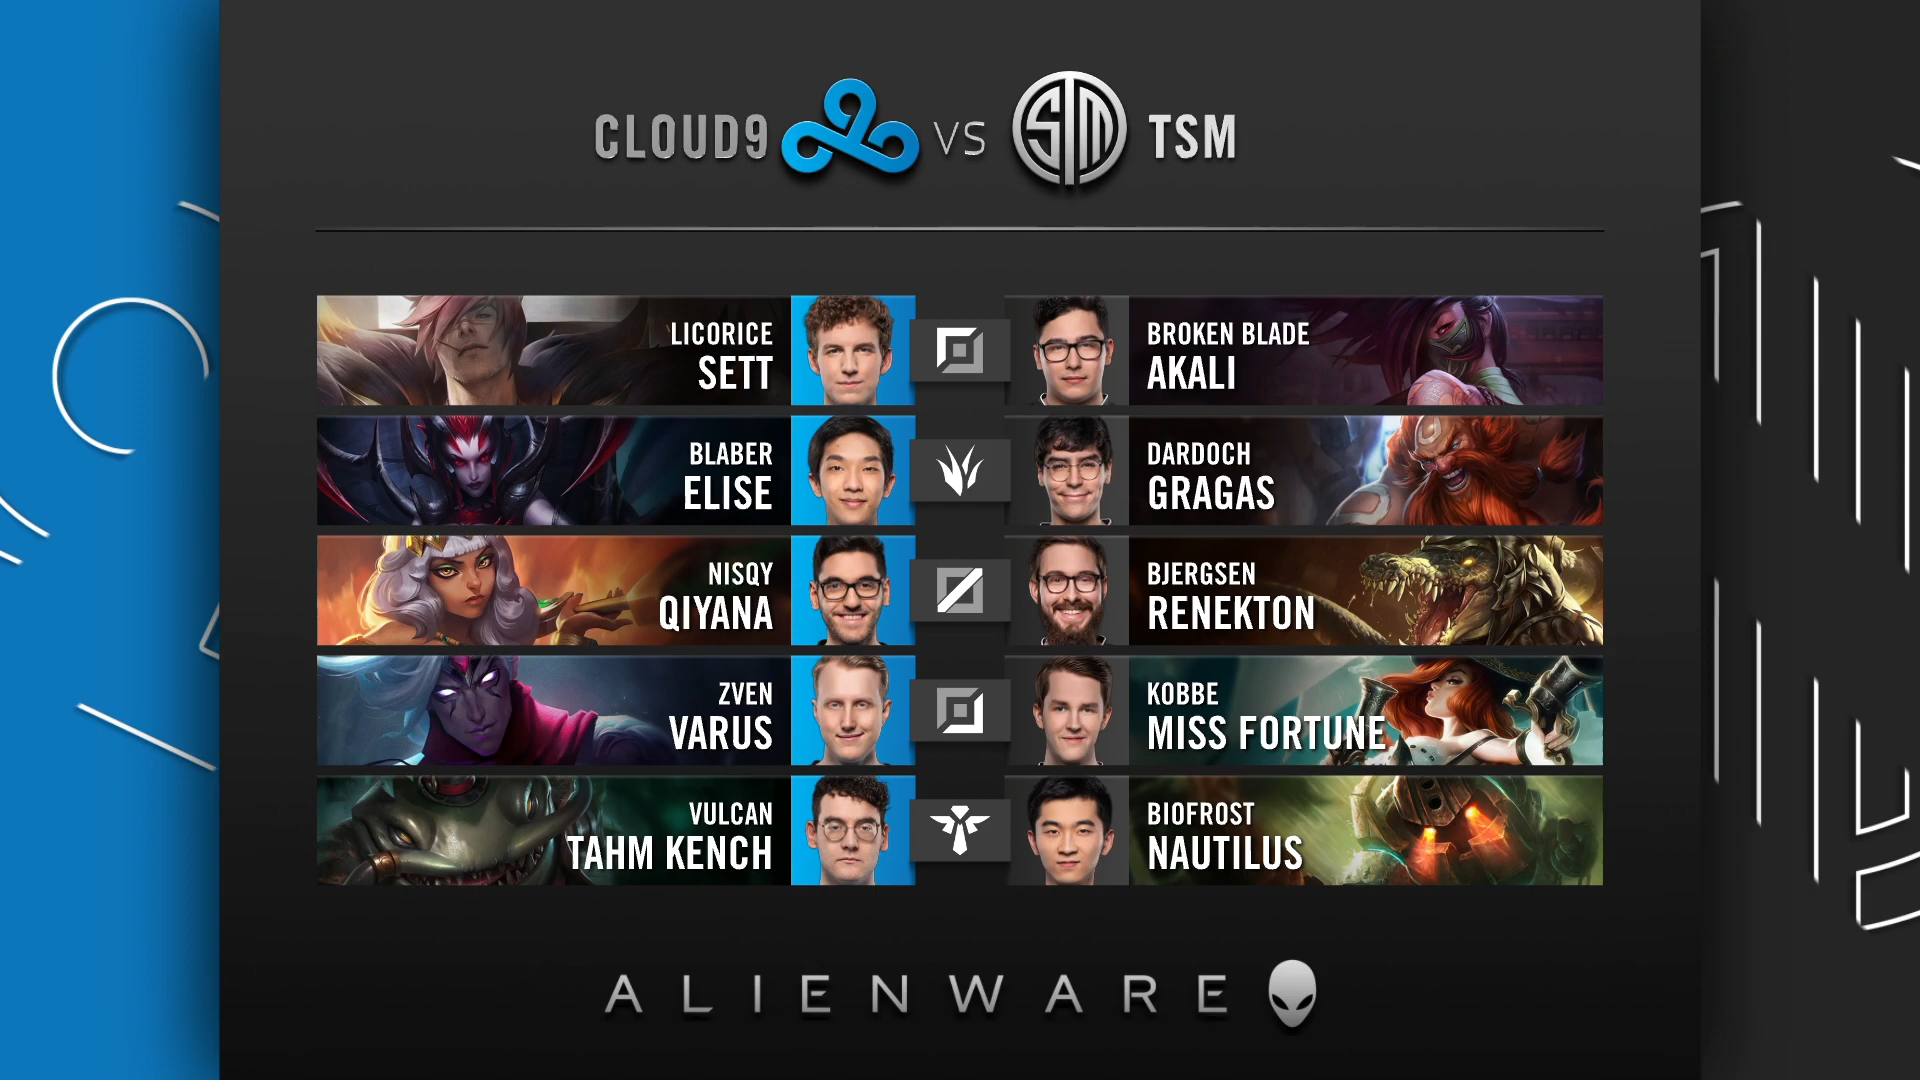 CLOUD9 VS TSM TSM
LICORICE
SETT
BROKEN BLADE
AKALI
BLABER
ELISE
DARDOCH
GRAGAS
NISQY
QIYANA
BJERGSEN
RENEKTON
ZVEN
VARUS
KOBBE
MISS FORTUNE
VULCAN
TAHM KENCH
BIOFROST
NAUTILUS
ALIENWARE